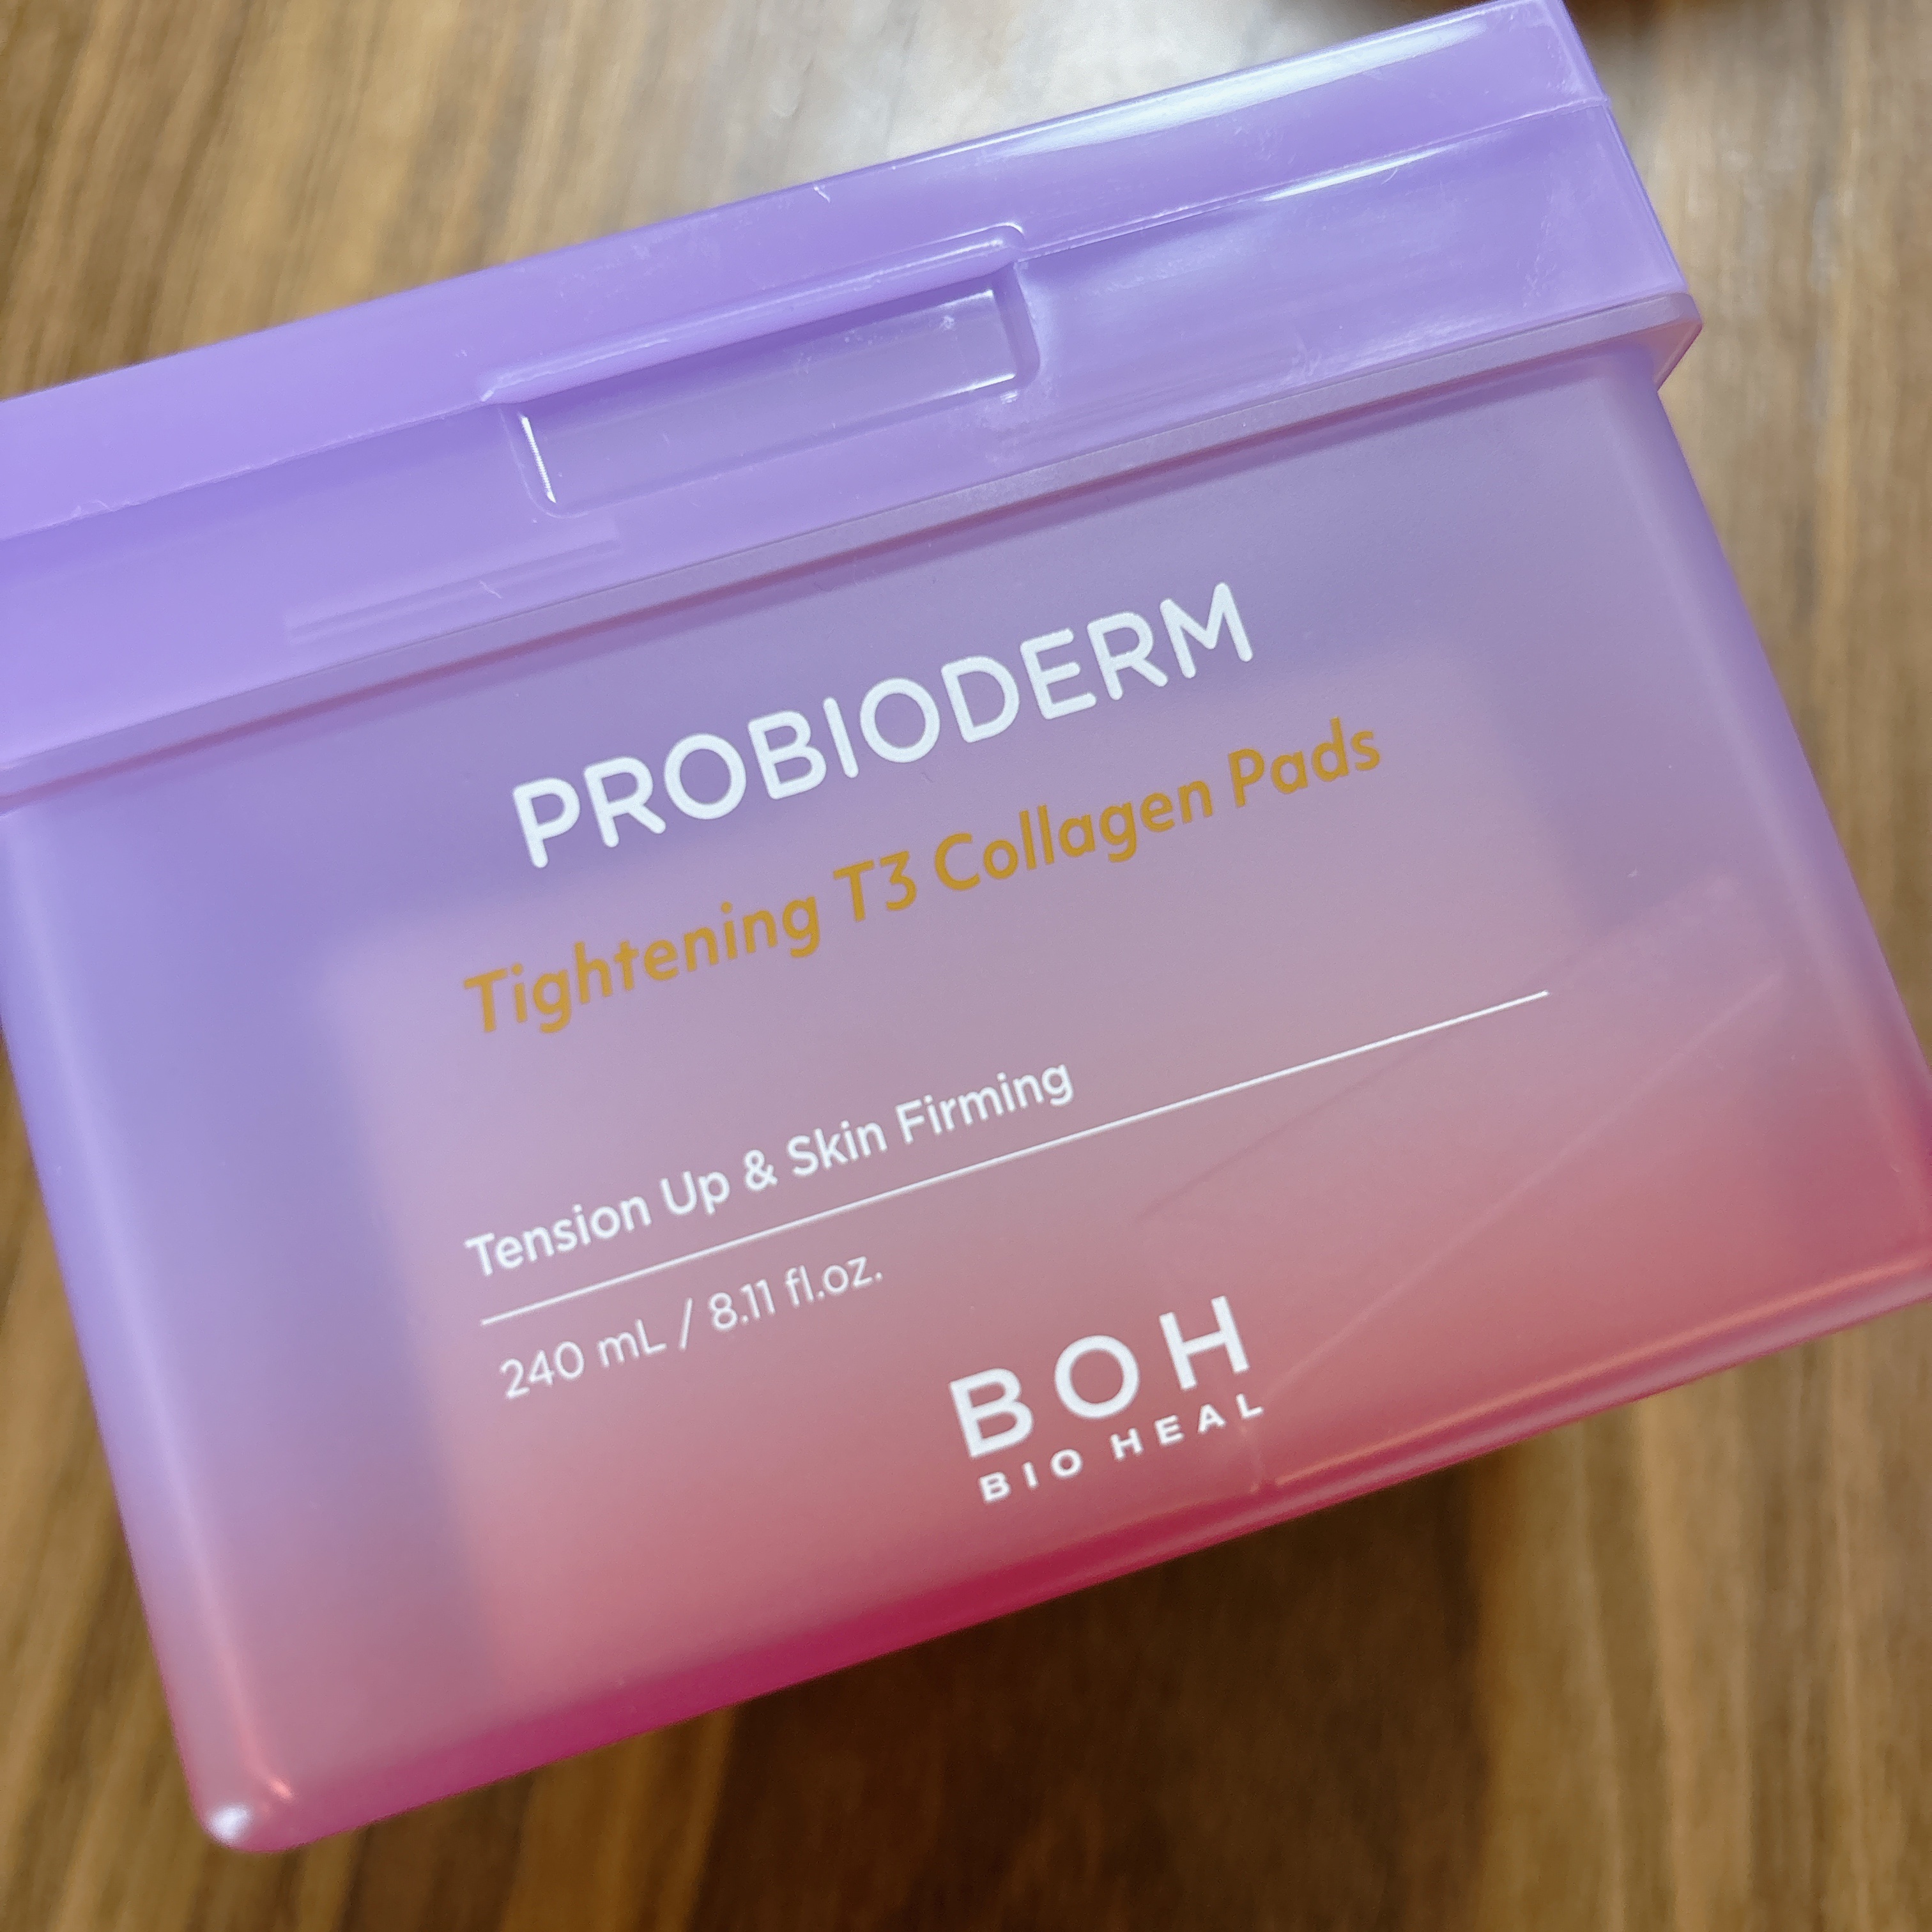 PROBIODERM
Tightening T3 Collagen Pads
Tension Up & Skin Firming
240 mL / 8.11 fl.oz.
BOH
BIO HEAL